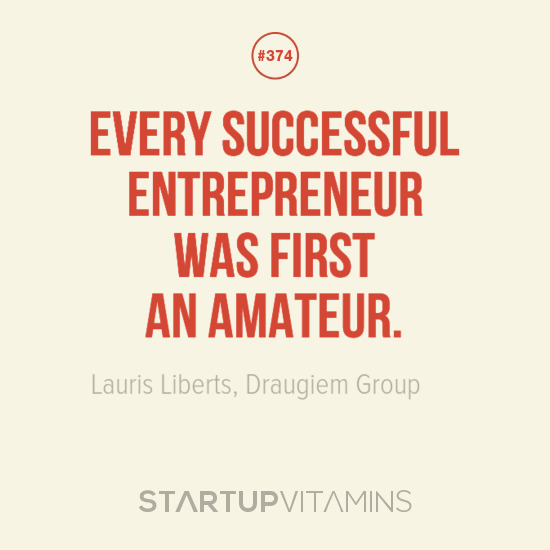 #374
EVERY SUCCESSFUL
ENTREPRENEUR
WAS FIRST
AN AMATEUR.
Lauris Liberts, Draugiem Group
STARTUPVITAMINS